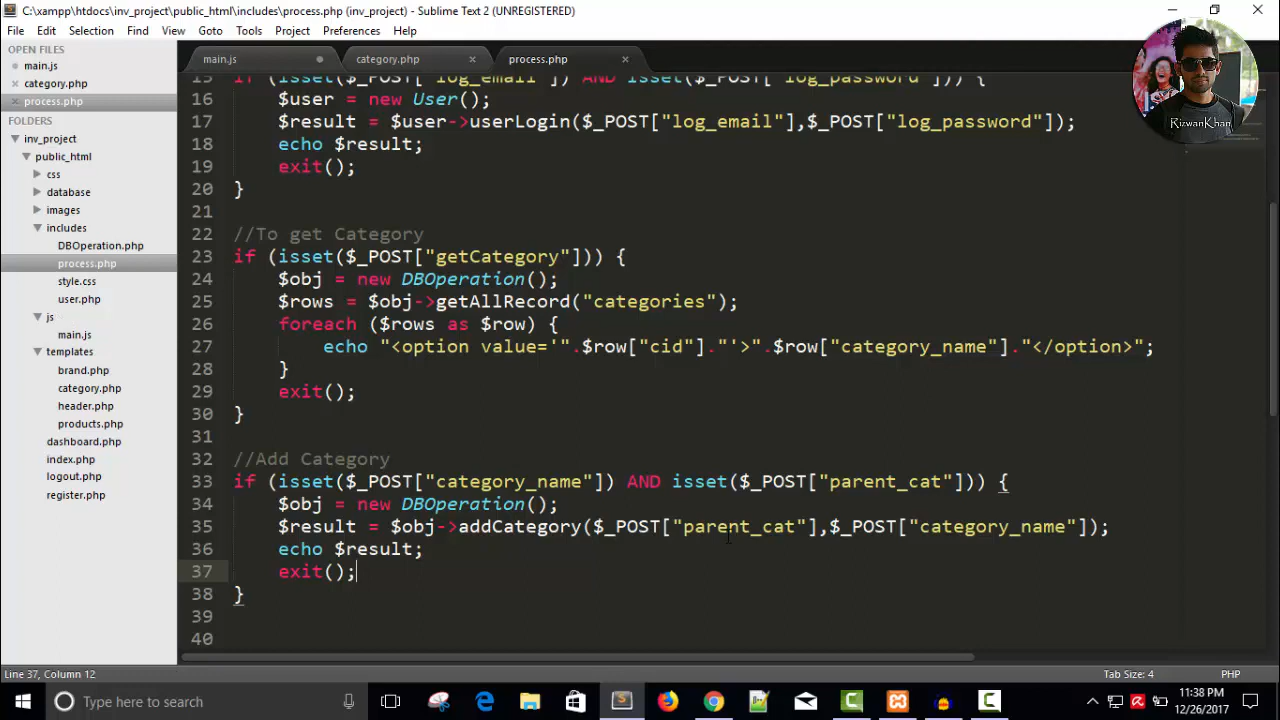 C:\xampp\htdocs\inv_project\public_html\includes\process.php (inv_project) - Sublime Text 2 (UNREGISTERED)
File Edit Selection Find View Goto Tools Project Preferences Help
OPEN FILES
main.js
category.php
process.php
FOLDERS
inv_project
public_html
css
database
images
includes
DBOperation.php
process.php
style.css
user.php
js
main.js
templates
brand.php
category.php
header.php
products.php
dashboard.php
index.php
logout.php
register.php
main.js category.php process.php
15 if (isset($_POST["log_email"]) AND isset($_POST["log_password"])) {
16 $user = new User();
17 $result = $user->userLogin($_POST["log_email"],$_POST["log_password"]);
18 echo $result;
19 exit();
20 }
21
22 //To get Category
23 if (isset($_POST["getCategory"])) {
24 $obj = new DBOperation();
25 $rows = $obj->getAllRecord("categories");
26 foreach ($rows as $row) {
27 echo "<option value='".$row["cid"]."'>".$row["category_name"]."</option>";
28 }
29 exit();
30 }
31
32 //Add Category
33 if (isset($_POST["category_name"]) AND isset($_POST["parent_cat"])) {
34 $obj = new DBOperation();
35 $result = $obj->addCategory($_POST["parent_cat"],$_POST["category_name"]);
36 echo $result;
37 exit();
38 }
39
40
RizwanKhan
Line 37, Column 12 Tab Size: 4 PHP
Type here to search
11:38 PM
12/26/2017